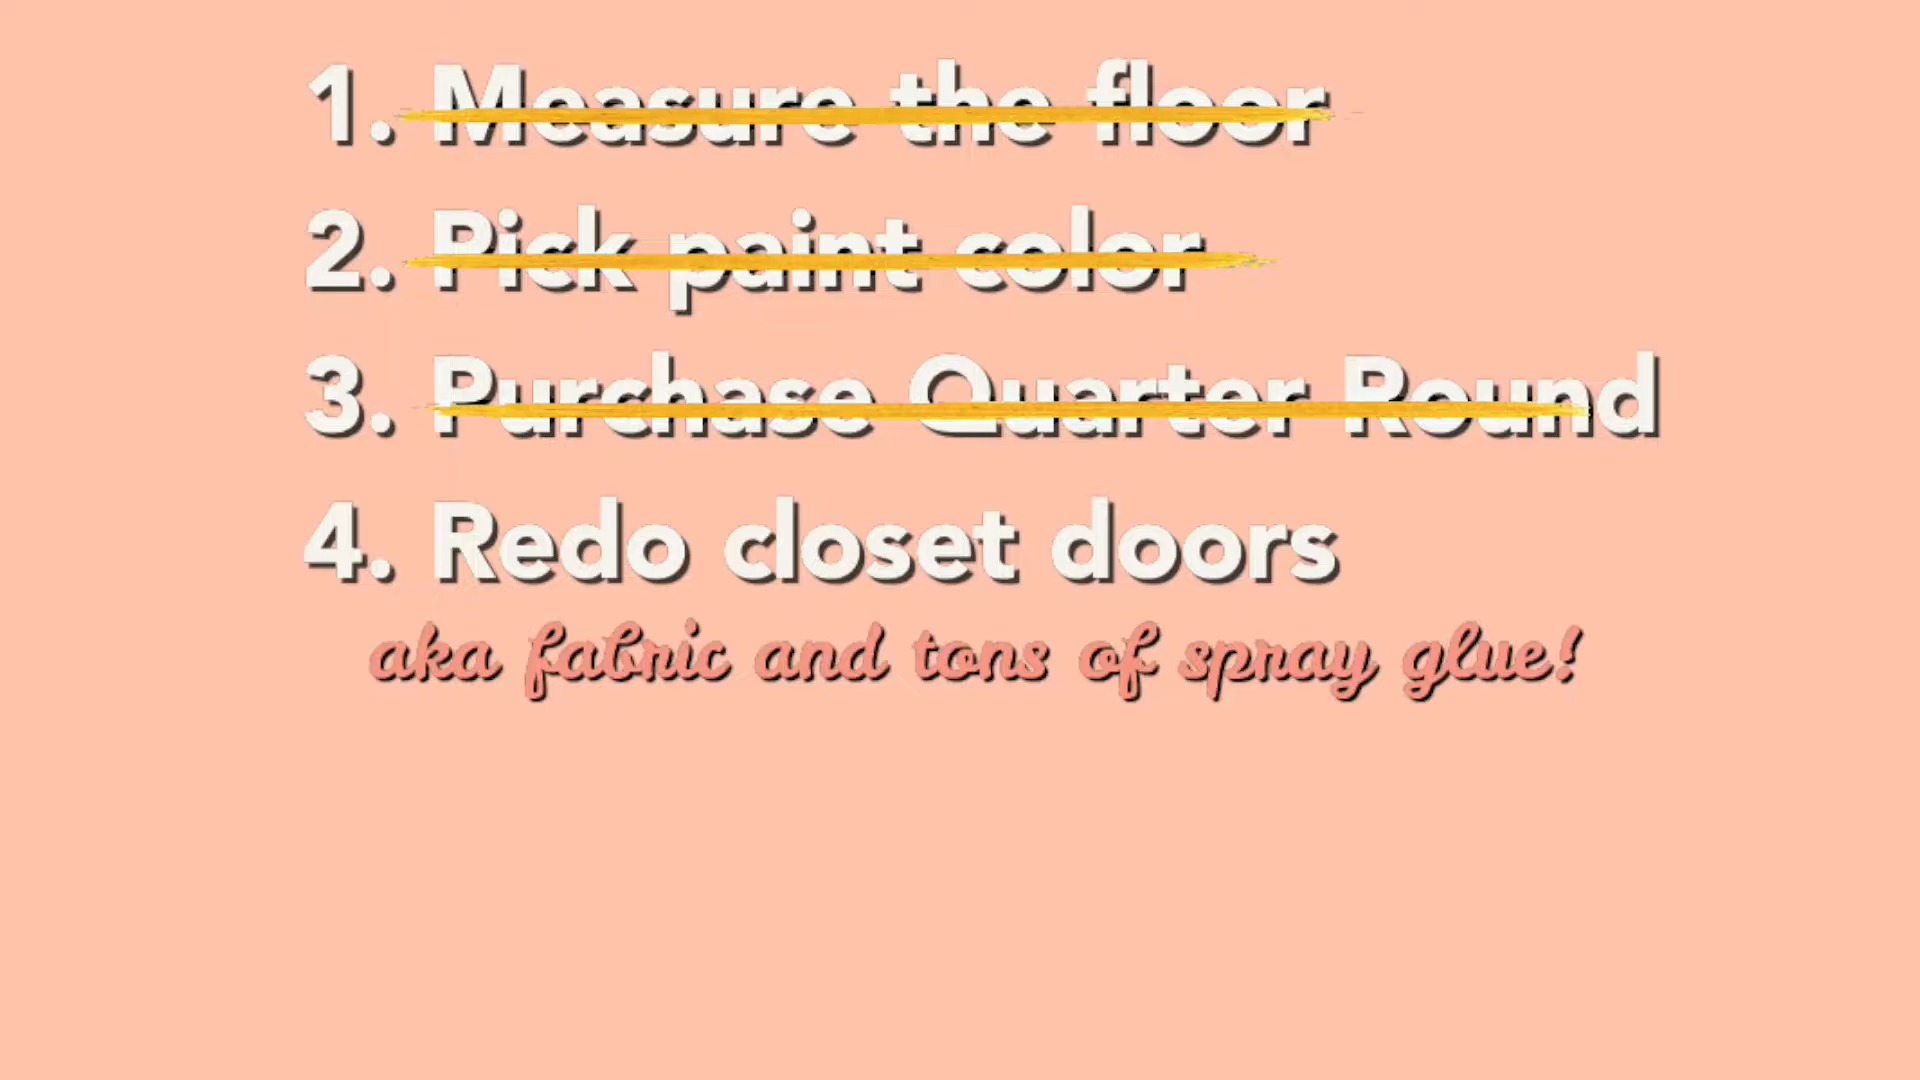 1. Measure the floor
2. Pick paint color
3. Purchase Quarter Round
4. Redo closet doors
aka fabric and tons of spray glue!